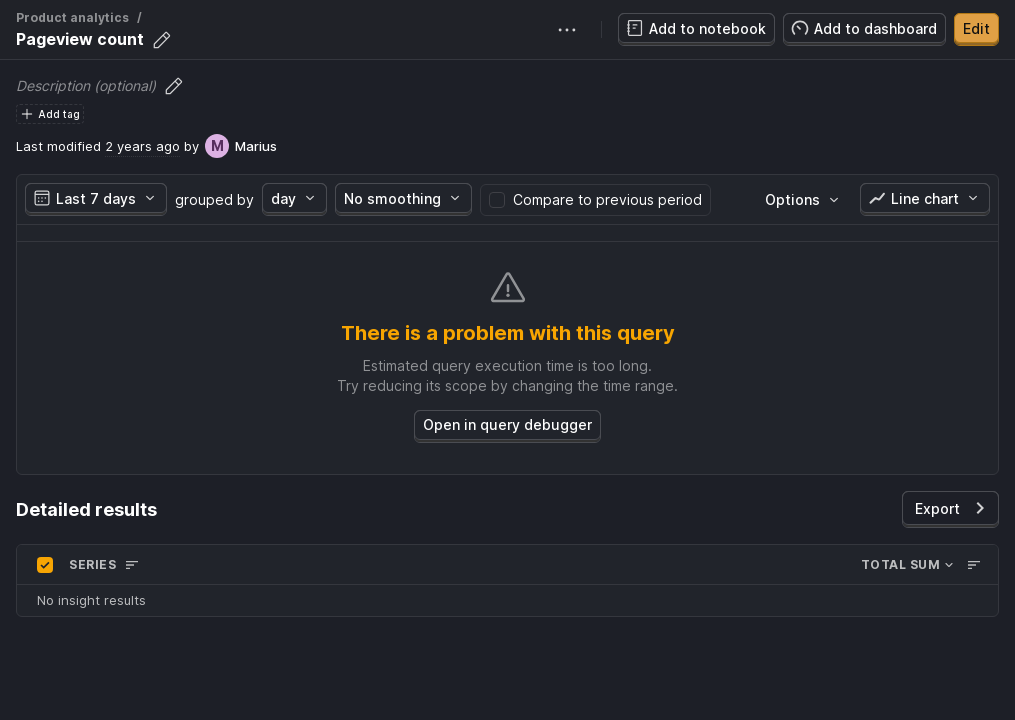 Product analytics /
Pageview count
Add to notebook
Add to dashboard
Edit
Description (optional)
Add tag
Last modified 2 years ago by M Marius
Last 7 days grouped by day No smoothing Compare to previous period Options Line chart
There is a problem with this query
Estimated query execution time is too long.
Try reducing its scope by changing the time range.
Open in query debugger
Detailed results
Export
SERIES
TOTAL SUM
No insight results